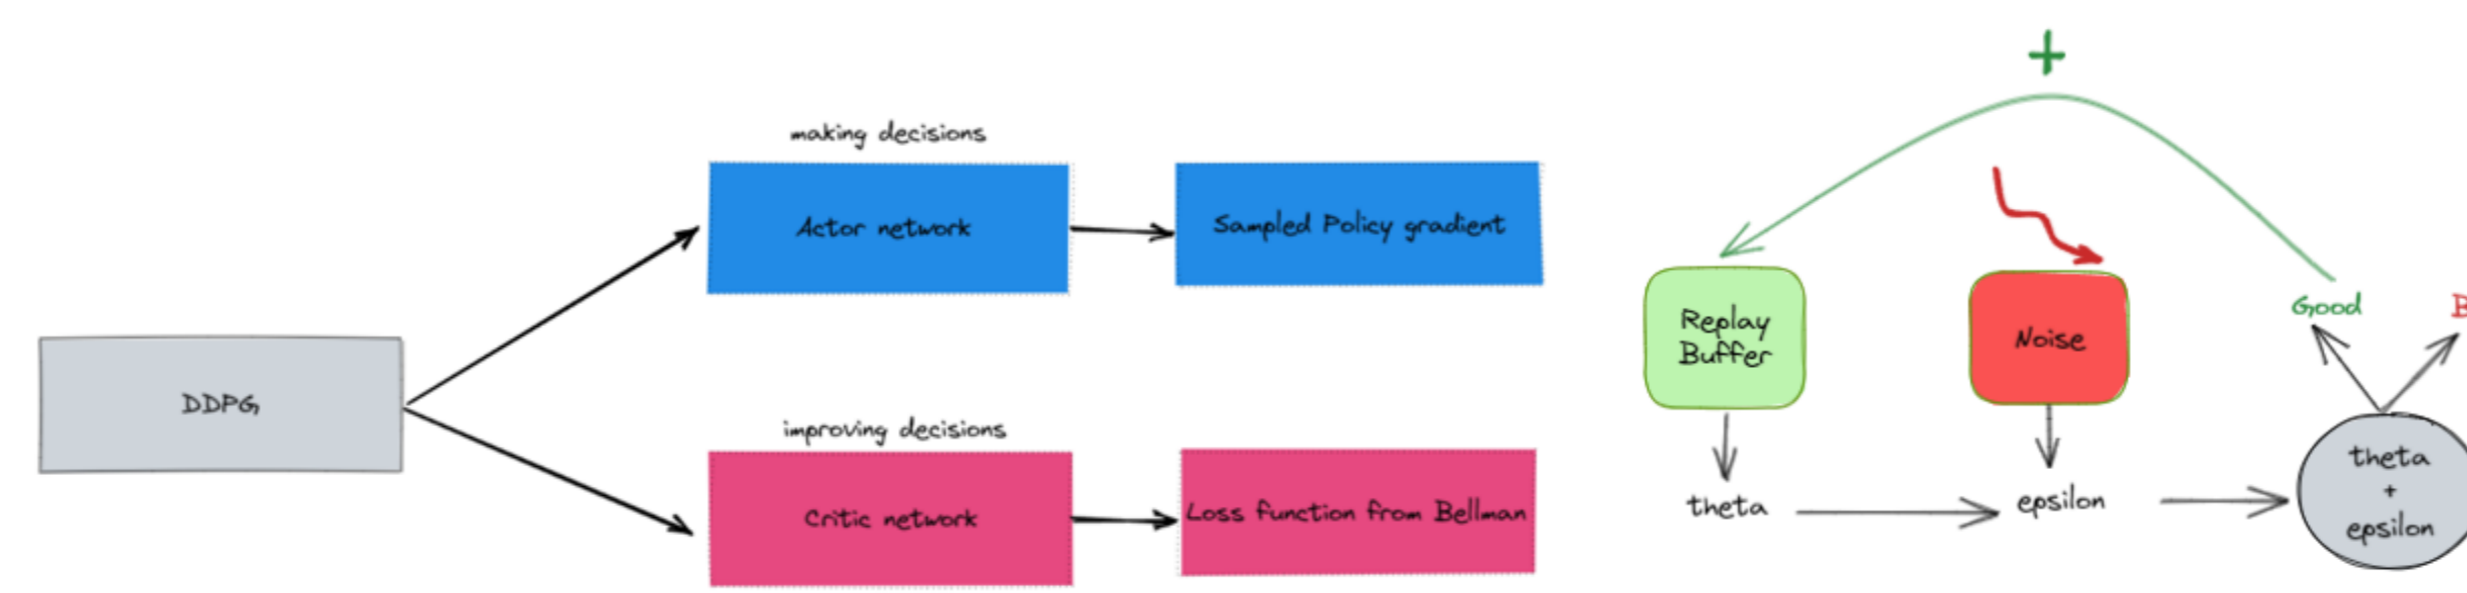 making decisions
Actor network
Sampled Policy gradient
DDPG
improving decisions
Critic network
Loss function from Bellman
+
Replay
Buffer
Noise
Good
theta
epsilon
theta
+
epsilon